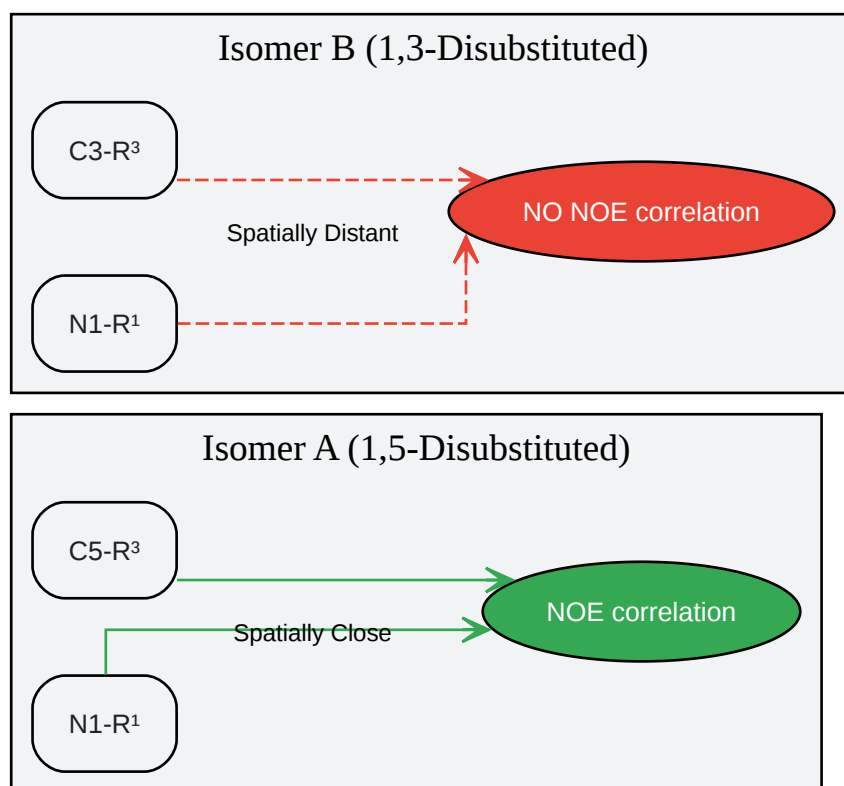 Isomer B (1,3-Disubstituted)
C3-R³
NO NOE correlation
Spatially Distant
N1-R¹
Isomer A (1,5-Disubstituted)
C5-R³
NOE correlation
Spatially Close
N1-R¹